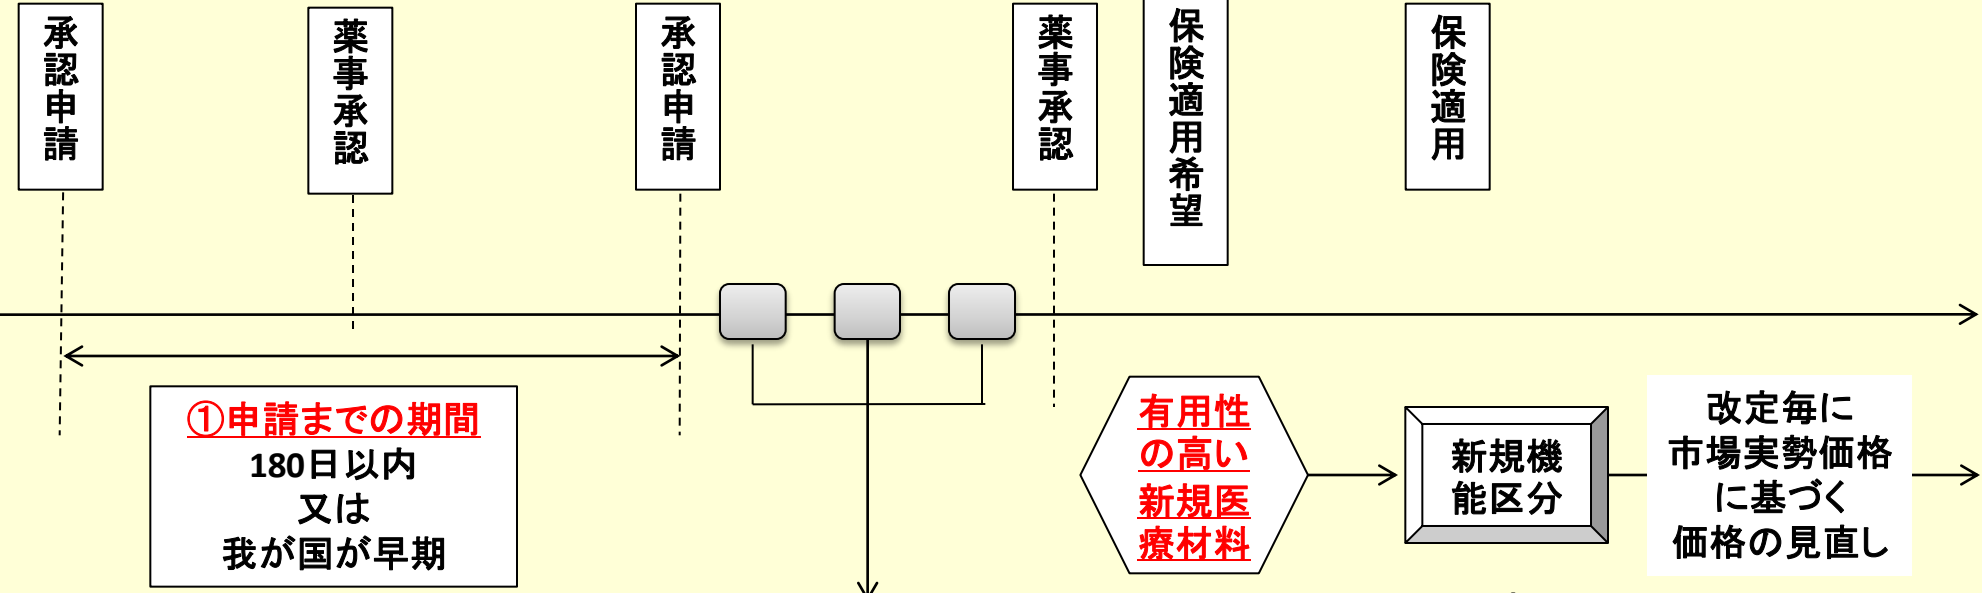 承認申請
薬事承認
承認申請
薬事承認
保険適用希望
保険適用
①申請までの期間
180日以内
又は
我が国が早期
有用性
の高い
新規医
療材料
新規機
能区分
改定毎に
市場実勢価格
に基づく
価格の見直し